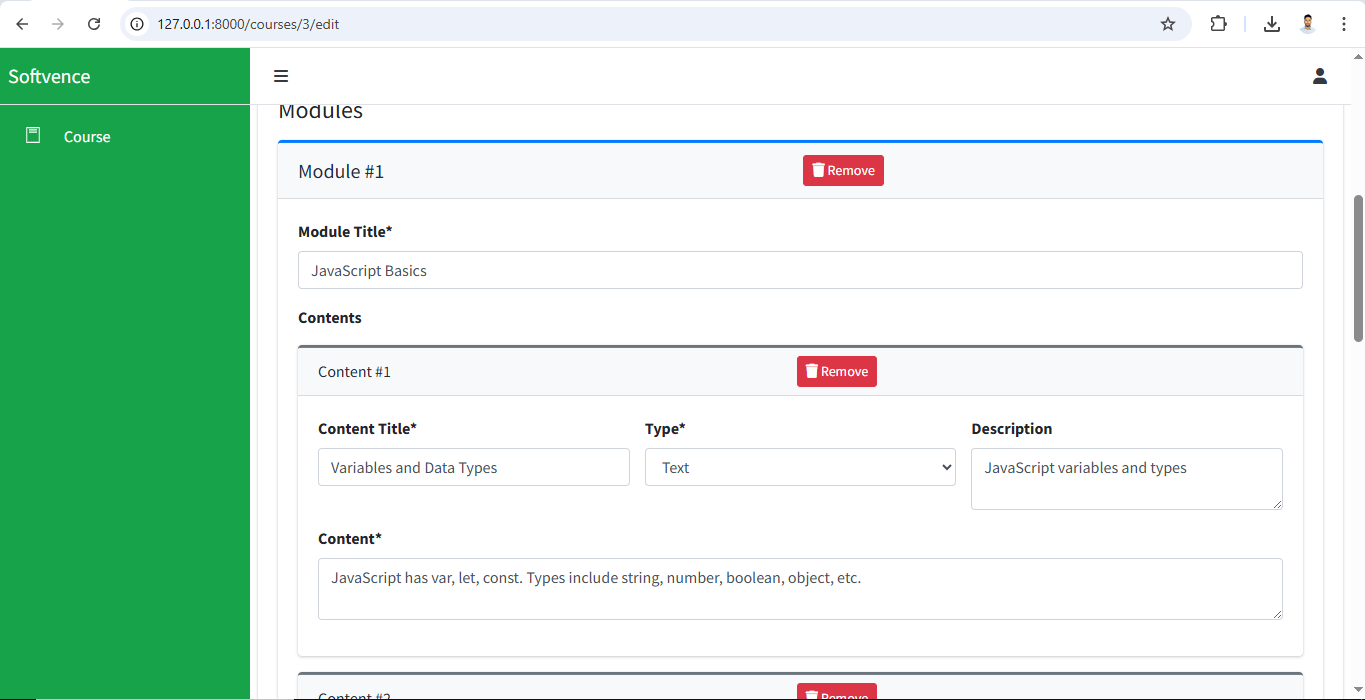 127.0.0.1:8000/courses/3/edit
Softvence
Course
Modules
Module #1
Remove
Module Title*
JavaScript Basics
Contents
Content #1
Remove
Content Title*
Type*
Description
Variables and Data Types
Text
JavaScript variables and types
Content*
JavaScript has var, let, const. Types include string, number, boolean, object, etc.
Content #2
Remove